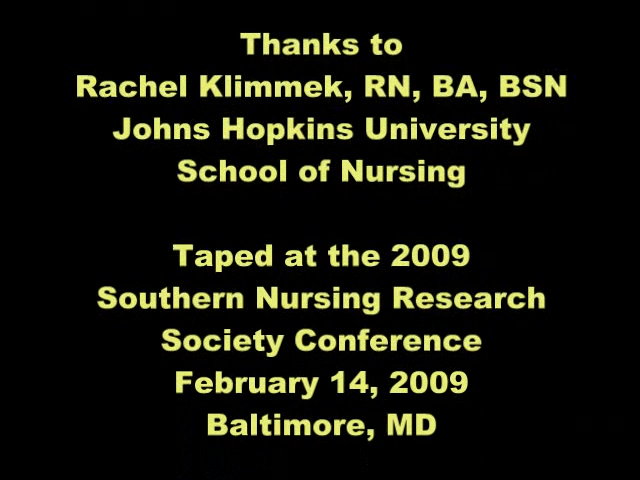 Thanks to
Rachel Klimmek, RN, BA, BSN
Johns Hopkins University
School of Nursing
Taped at the 2009
Southern Nursing Research
Society Conference
February 14, 2009
Baltimore, MD